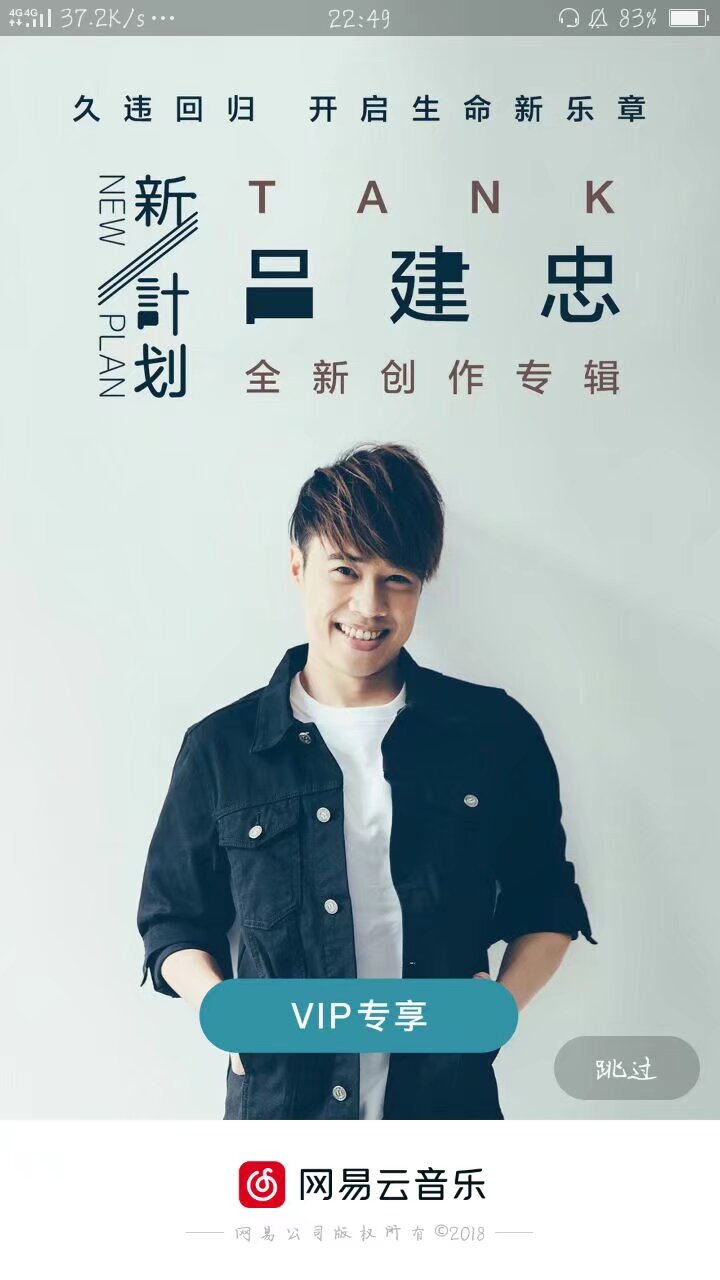 4G 4G 37.2K/s ··· 22:49 83%
久违回归 开启生命新乐章
新計划
NEW PLAN
TANK
吕建忠
全新创作专辑
VIP专享
跳过
网易云音乐
网易公司版权所有©2018